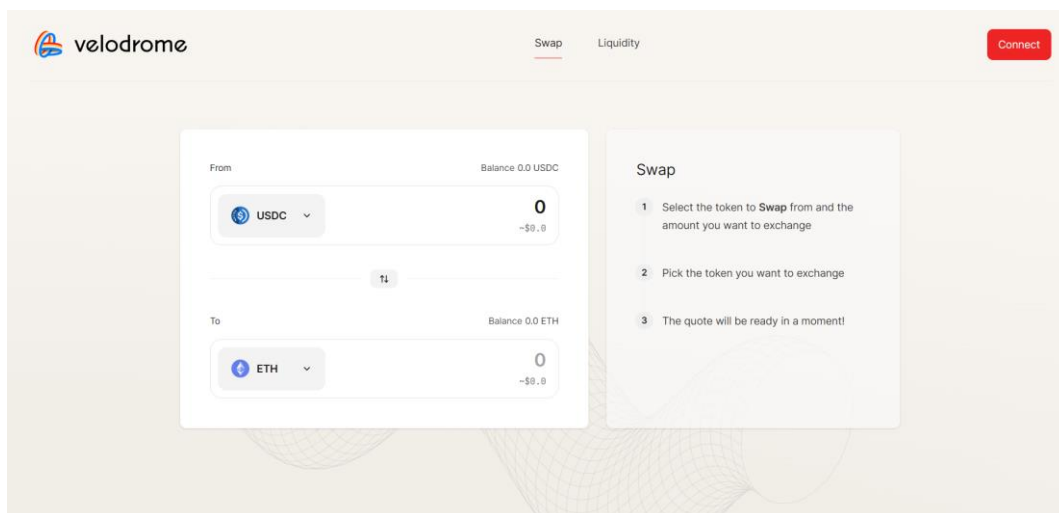 velodrome
Swap Liquidity
Connect
From Balance 0.0 USDC
USDC 0
~$0.0
To Balance 0.0 ETH
ETH 0
~$0.0
Swap
1 Select the token to Swap from and the
amount you want to exchange
2 Pick the token you want to exchange
3 The quote will be ready in a moment!